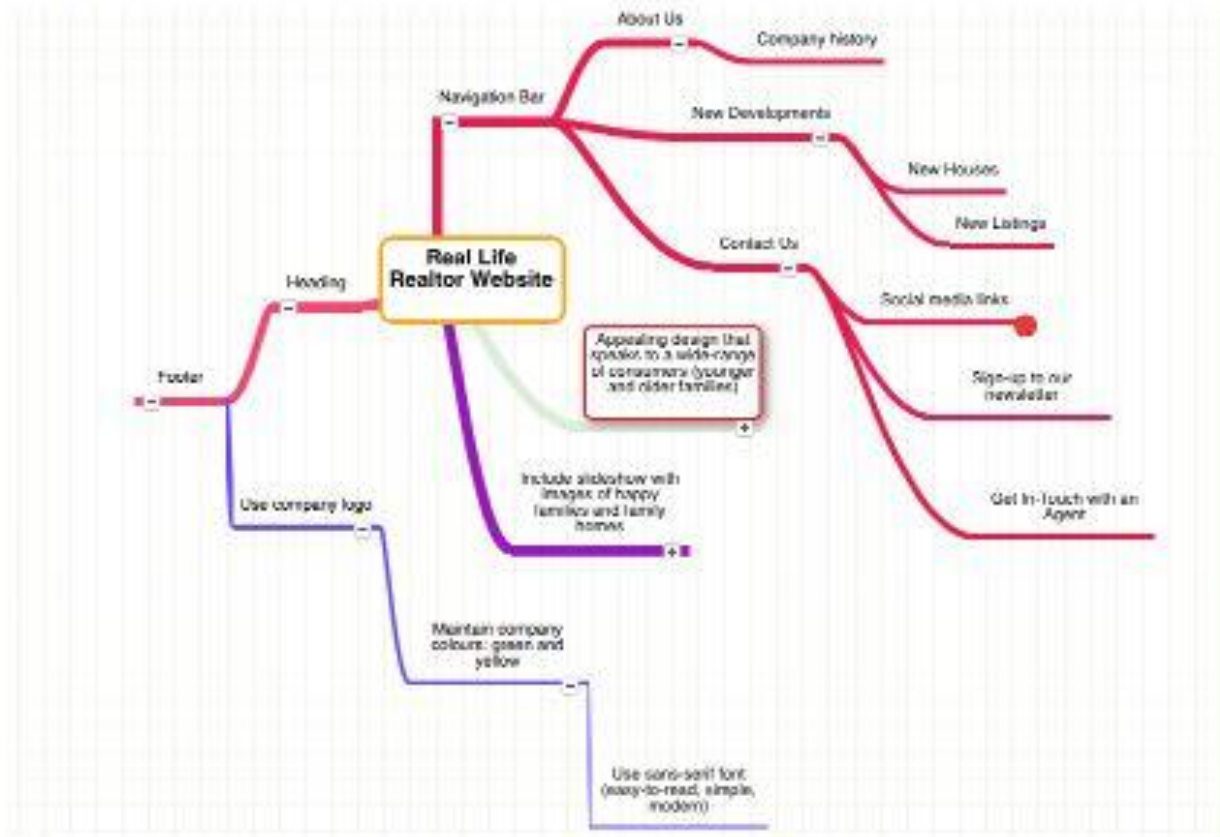 About Us
Company history
Navigation Bar
New Developments
New Houses
New Listings
Contact Us
Real Life
Realtor Website
Heading
Social media links
Appealing design that
speaks to a wide-range
of consumers (younger
and older families)
Footer
Sign-up to our
newsletter
Include slideshow with
images of happy
families and family
homes
Use company logo
Get In-Touch with an
Agent
Maintain company
colours: green and
yellow
Use sans-serif font
(easy-to-read, simple,
modern)